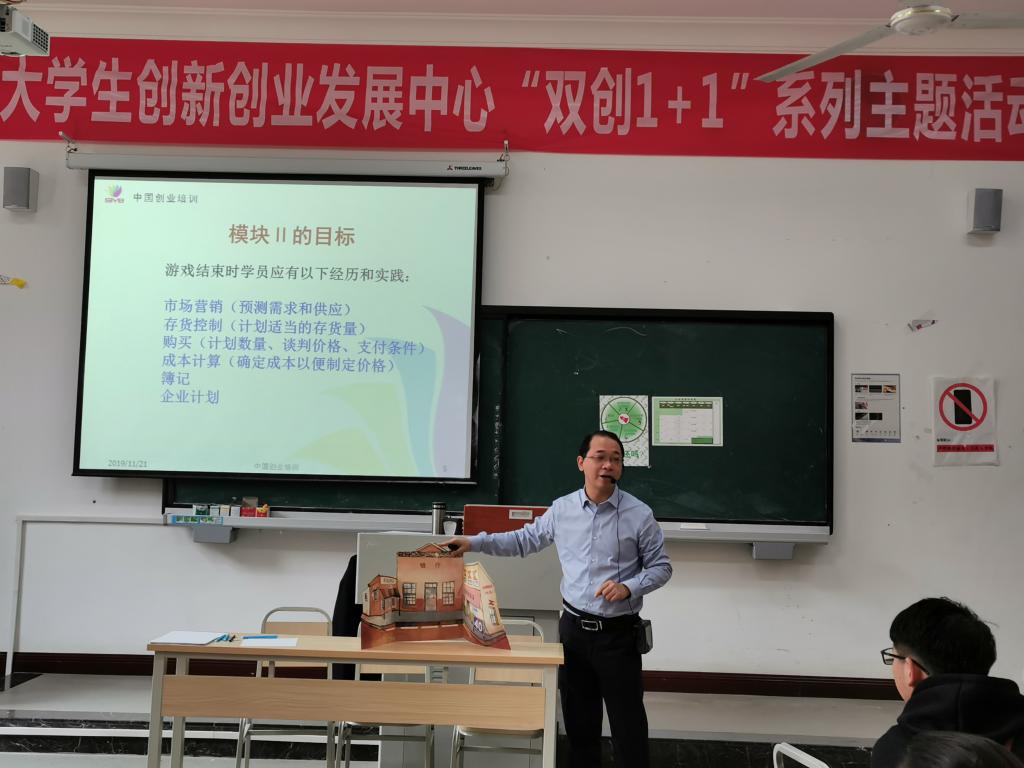 大学生创新创业发展中心“双创1+1”系列主题活动
THREELEAVES
SIYB
中国创业培训
模块Ⅱ的目标
游戏结束时学员应有以下经历和实践：
市场营销（预测需求和供应）
存货控制（计划适当的存货量）
购买（计划数量、谈判价格、支付条件）
成本计算（确定成本以便制定价格）
簿记
企业计划
2019/11/21
中国创业培训
银行